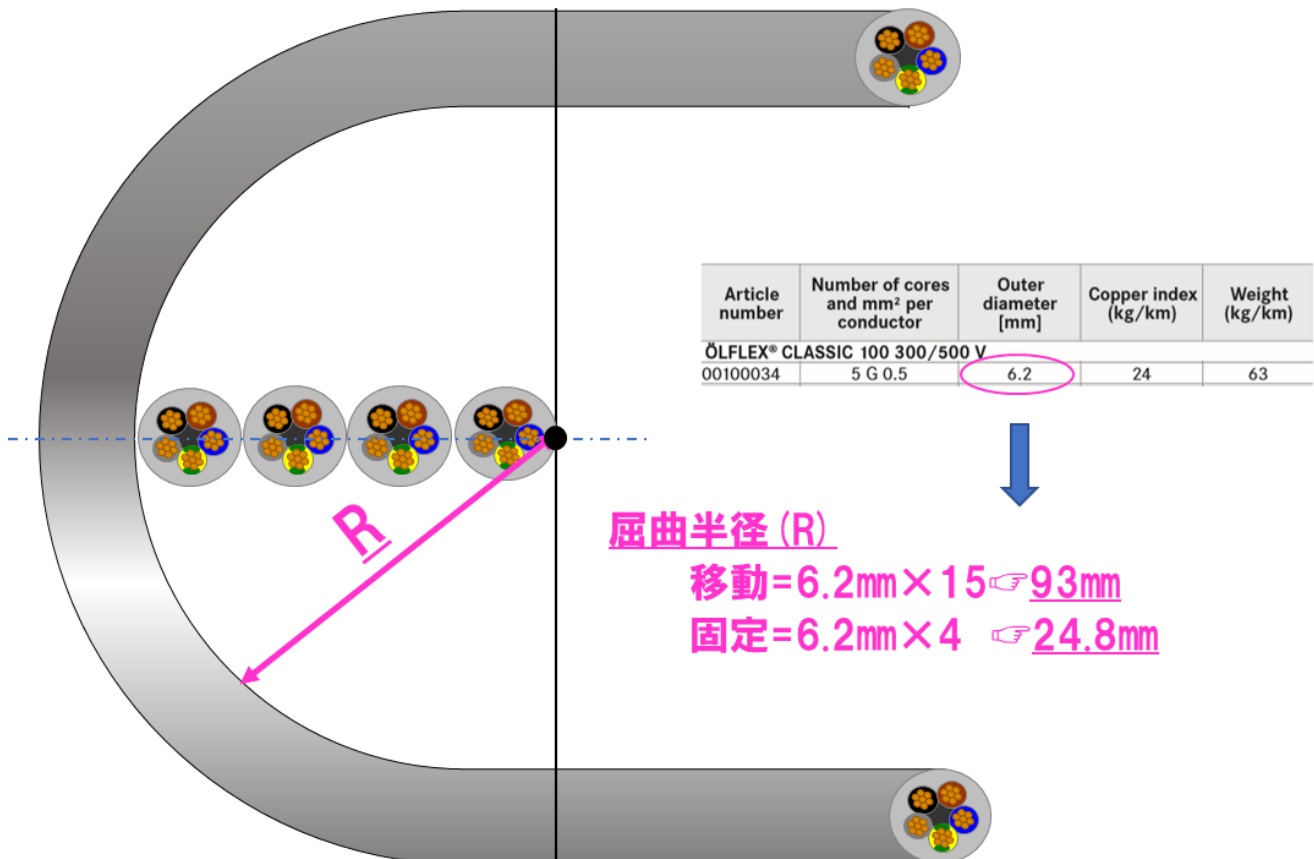 Article number
Number of cores and mm² per conductor
Outer diameter [mm]
Copper index (kg/km)
Weight (kg/km)
ÖLFLEX® CLASSIC 100 300/500 V
00100034 5 G 0.5 6.2 24 63
R
屈曲半径(R)
移動=6.2mm×15☞93mm
固定=6.2mm×4 ☞24.8mm